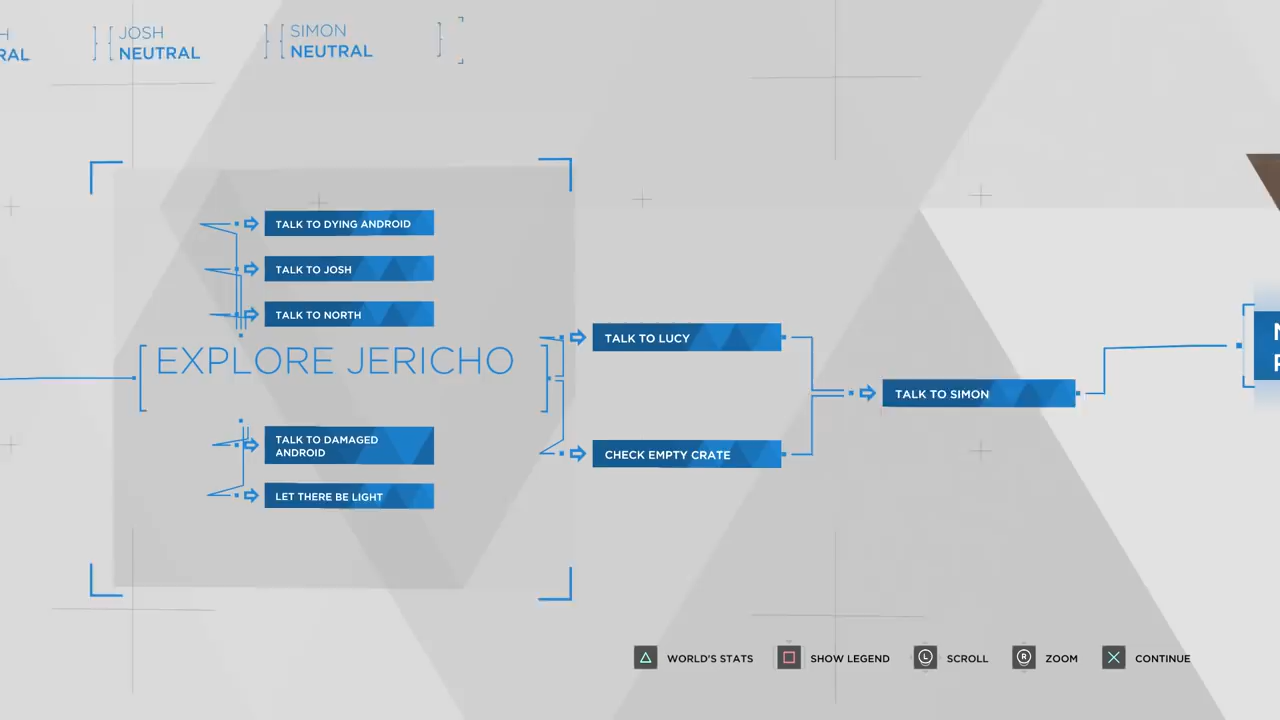 H
JOSH
SIMON
RAL
NEUTRAL
NEUTRAL
TALK TO DYING ANDROID
TALK TO JOSH
TALK TO NORTH
EXPLORE JERICHO
TALK TO DAMAGED
ANDROID
LET THERE BE LIGHT
TALK TO LUCY
CHECK EMPTY CRATE
TALK TO SIMON
WORLD'S STATS
SHOW LEGEND
L
SCROLL
R
ZOOM
CONTINUE